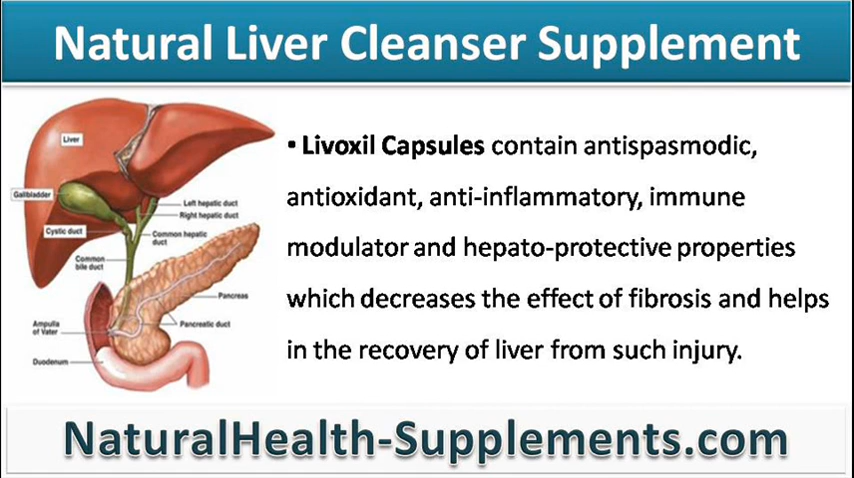 Natural Liver Cleanser Supplement
Liver
Gallbladder
Left hepatic duct
Right hepatic duct
Cystic duct
Common hepatic
duct
Common
bile duct
Pancreas
Ampulla
of Vater
Pancreatic duct
Duodenum
▪ Livoxil Capsules contain antispasmodic,
antioxidant, anti-inflammatory, immune
modulator and hepato-protective properties
which decreases the effect of fibrosis and helps
in the recovery of liver from such injury.
NaturalHealth-Supplements.com